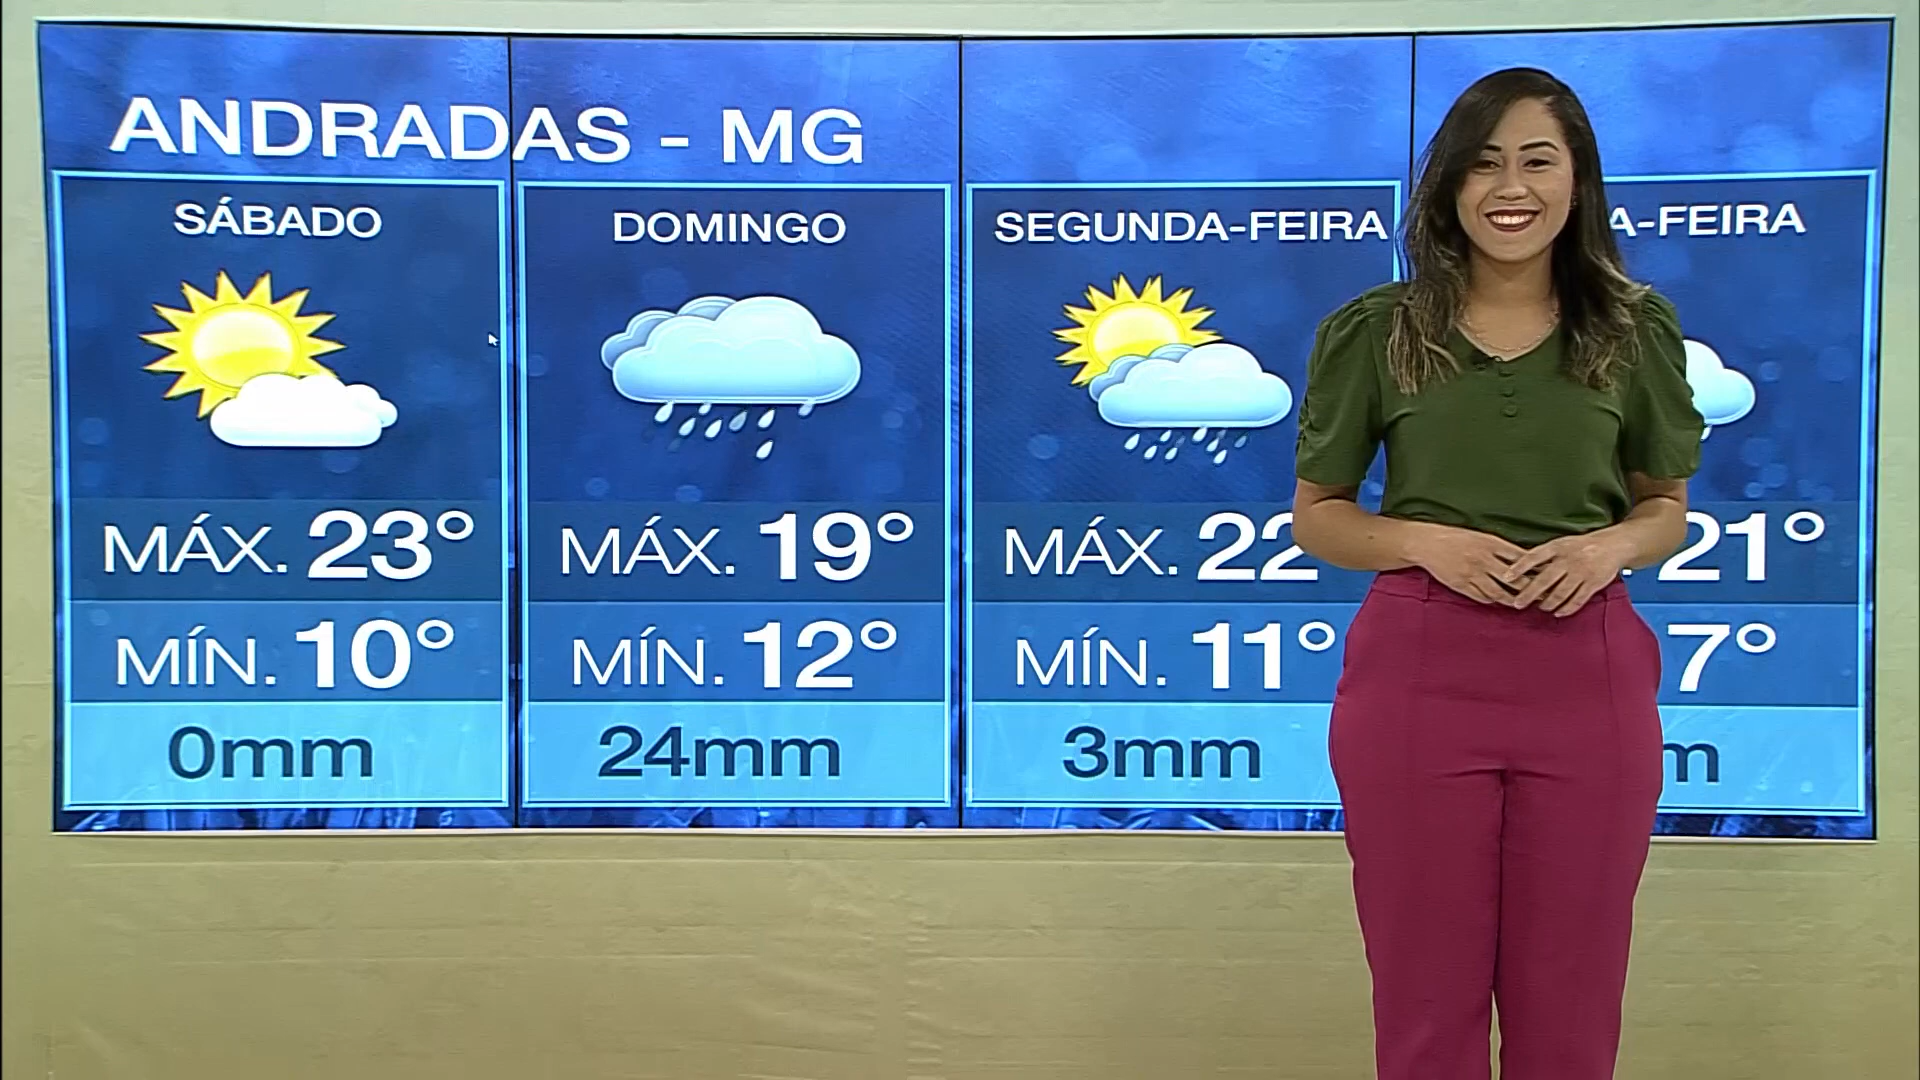 ANDRADAS - MG
SÁBADO
MÁX. 23°
MÍN. 10°
0mm
DOMINGO
MÁX. 19°
MÍN. 12°
24mm
SEGUNDA-FEIRA
MÁX. 22
MÍN. 11°
3mm
A-FEIRA
21°
7°
m